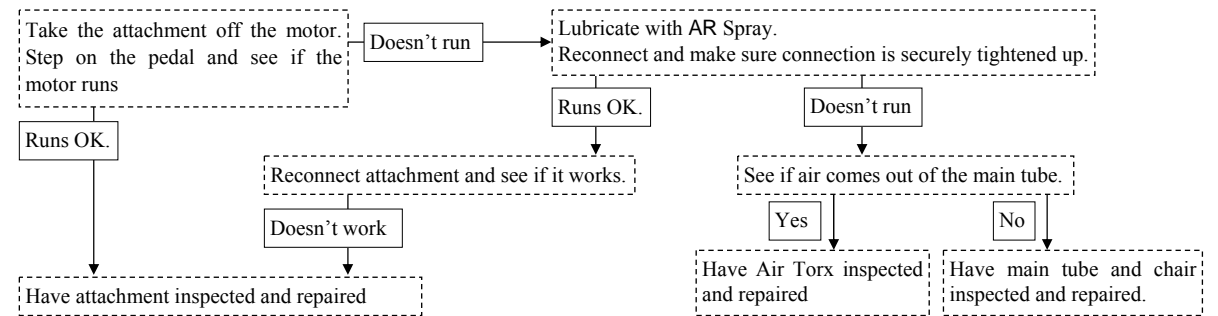 Take the attachment off the motor.
Step on the pedal and see if the
motor runs
Doesn’t run
Lubricate with AR Spray.
Reconnect and make sure connection is securely tightened up.
Runs OK.
Runs OK.
Doesn’t run
Reconnect attachment and see if it works.
See if air comes out of the main tube.
Doesn’t work
Yes
No
Have attachment inspected and repaired
Have Air Torx inspected
and repaired
Have main tube and chair
inspected and repaired.